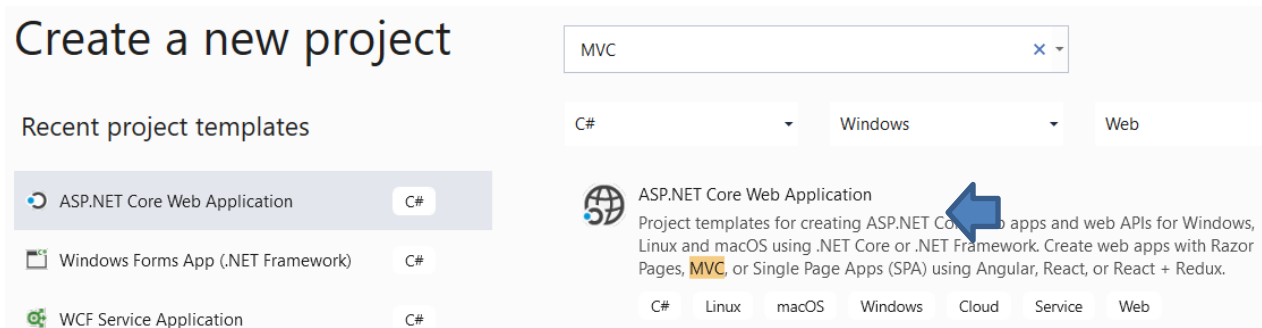 Create a new project
MVC
Recent project templates
C#
Windows
Web
ASP.NET Core Web Application
C#
Windows Forms App (.NET Framework)
C#
WCF Service Application
C#
ASP.NET Core Web Application
Project templates for creating ASP.NET apps and web APIs for Windows,
Linux and macOS using .NET Core or .NET Framework. Create web apps with Razor
Pages, MVC, or Single Page Apps (SPA) using Angular, React, or React + Redux.
C# Linux macOS Windows Cloud Service Web